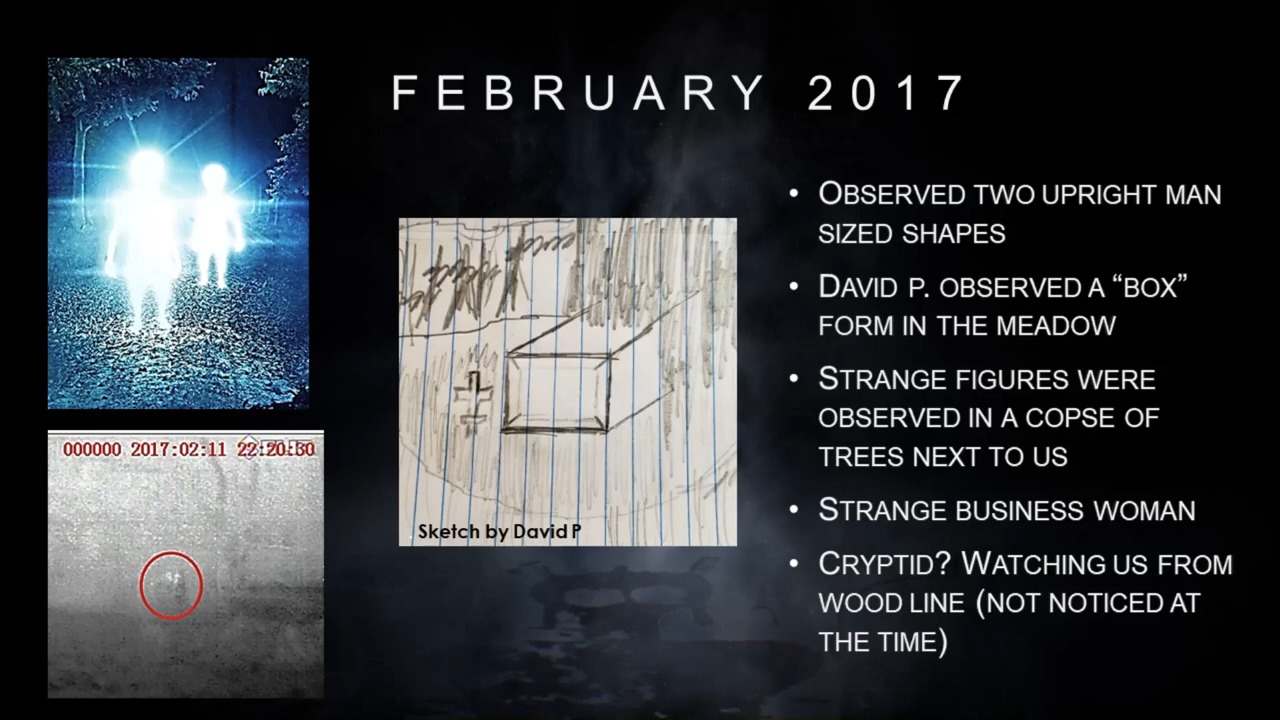 FEBRUARY 2017
• OBSERVED TWO UPRIGHT MAN
SIZED SHAPES
• DAVID P. OBSERVED A “BOX”
FORM IN THE MEADOW
• STRANGE FIGURES WERE
OBSERVED IN A COPSE OF
TREES NEXT TO US
• STRANGE BUSINESS WOMAN
• CRYPTID? WATCHING US FROM
WOOD LINE (NOT NOTICED AT
THE TIME)
Sketch by David P
000000 2017:02:11 22:20:30